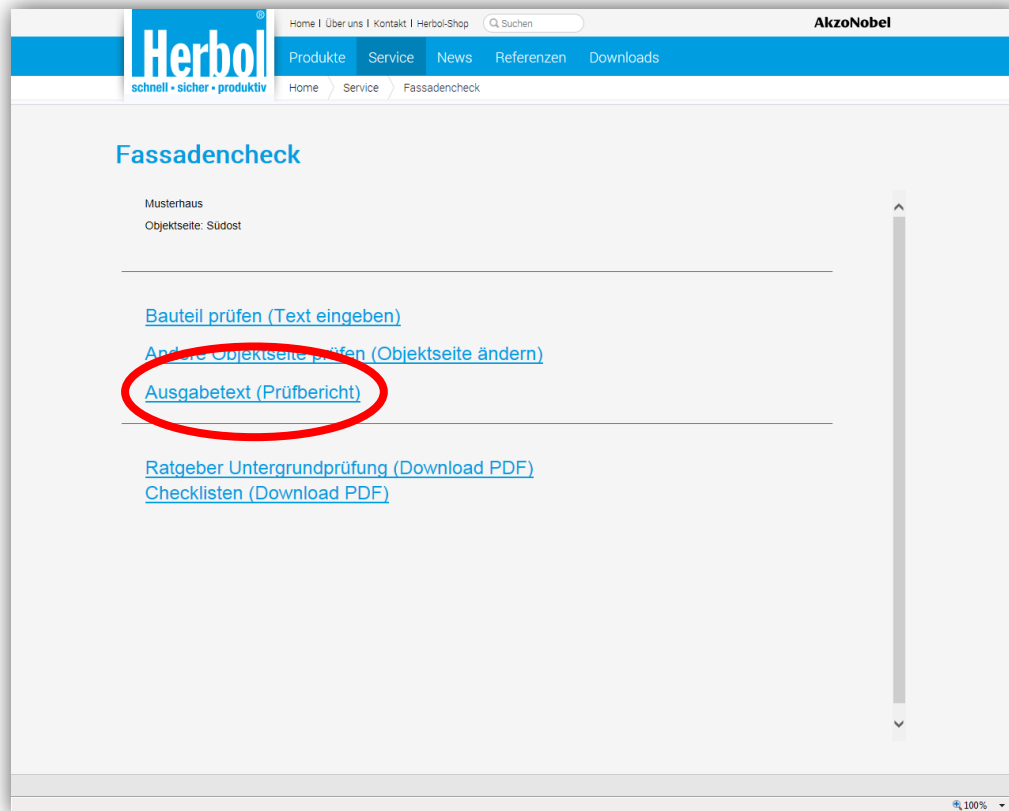 Herbol®
schnell • sicher • produktiv
Home I Über uns I Kontakt I Herbol-Shop
Suchen
AkzoNobel
Produkte Service News Referenzen Downloads
Home Service Fassadencheck
Fassadencheck
Musterhaus
Objektseite: Südost
Bauteil prüfen (Text eingeben)
Andere Objektseite prüfen (Objektseite ändern)
Ausgabetext (Prüfbericht)
Ratgeber Untergrundprüfung (Download PDF)
Checklisten (Download PDF)
100%